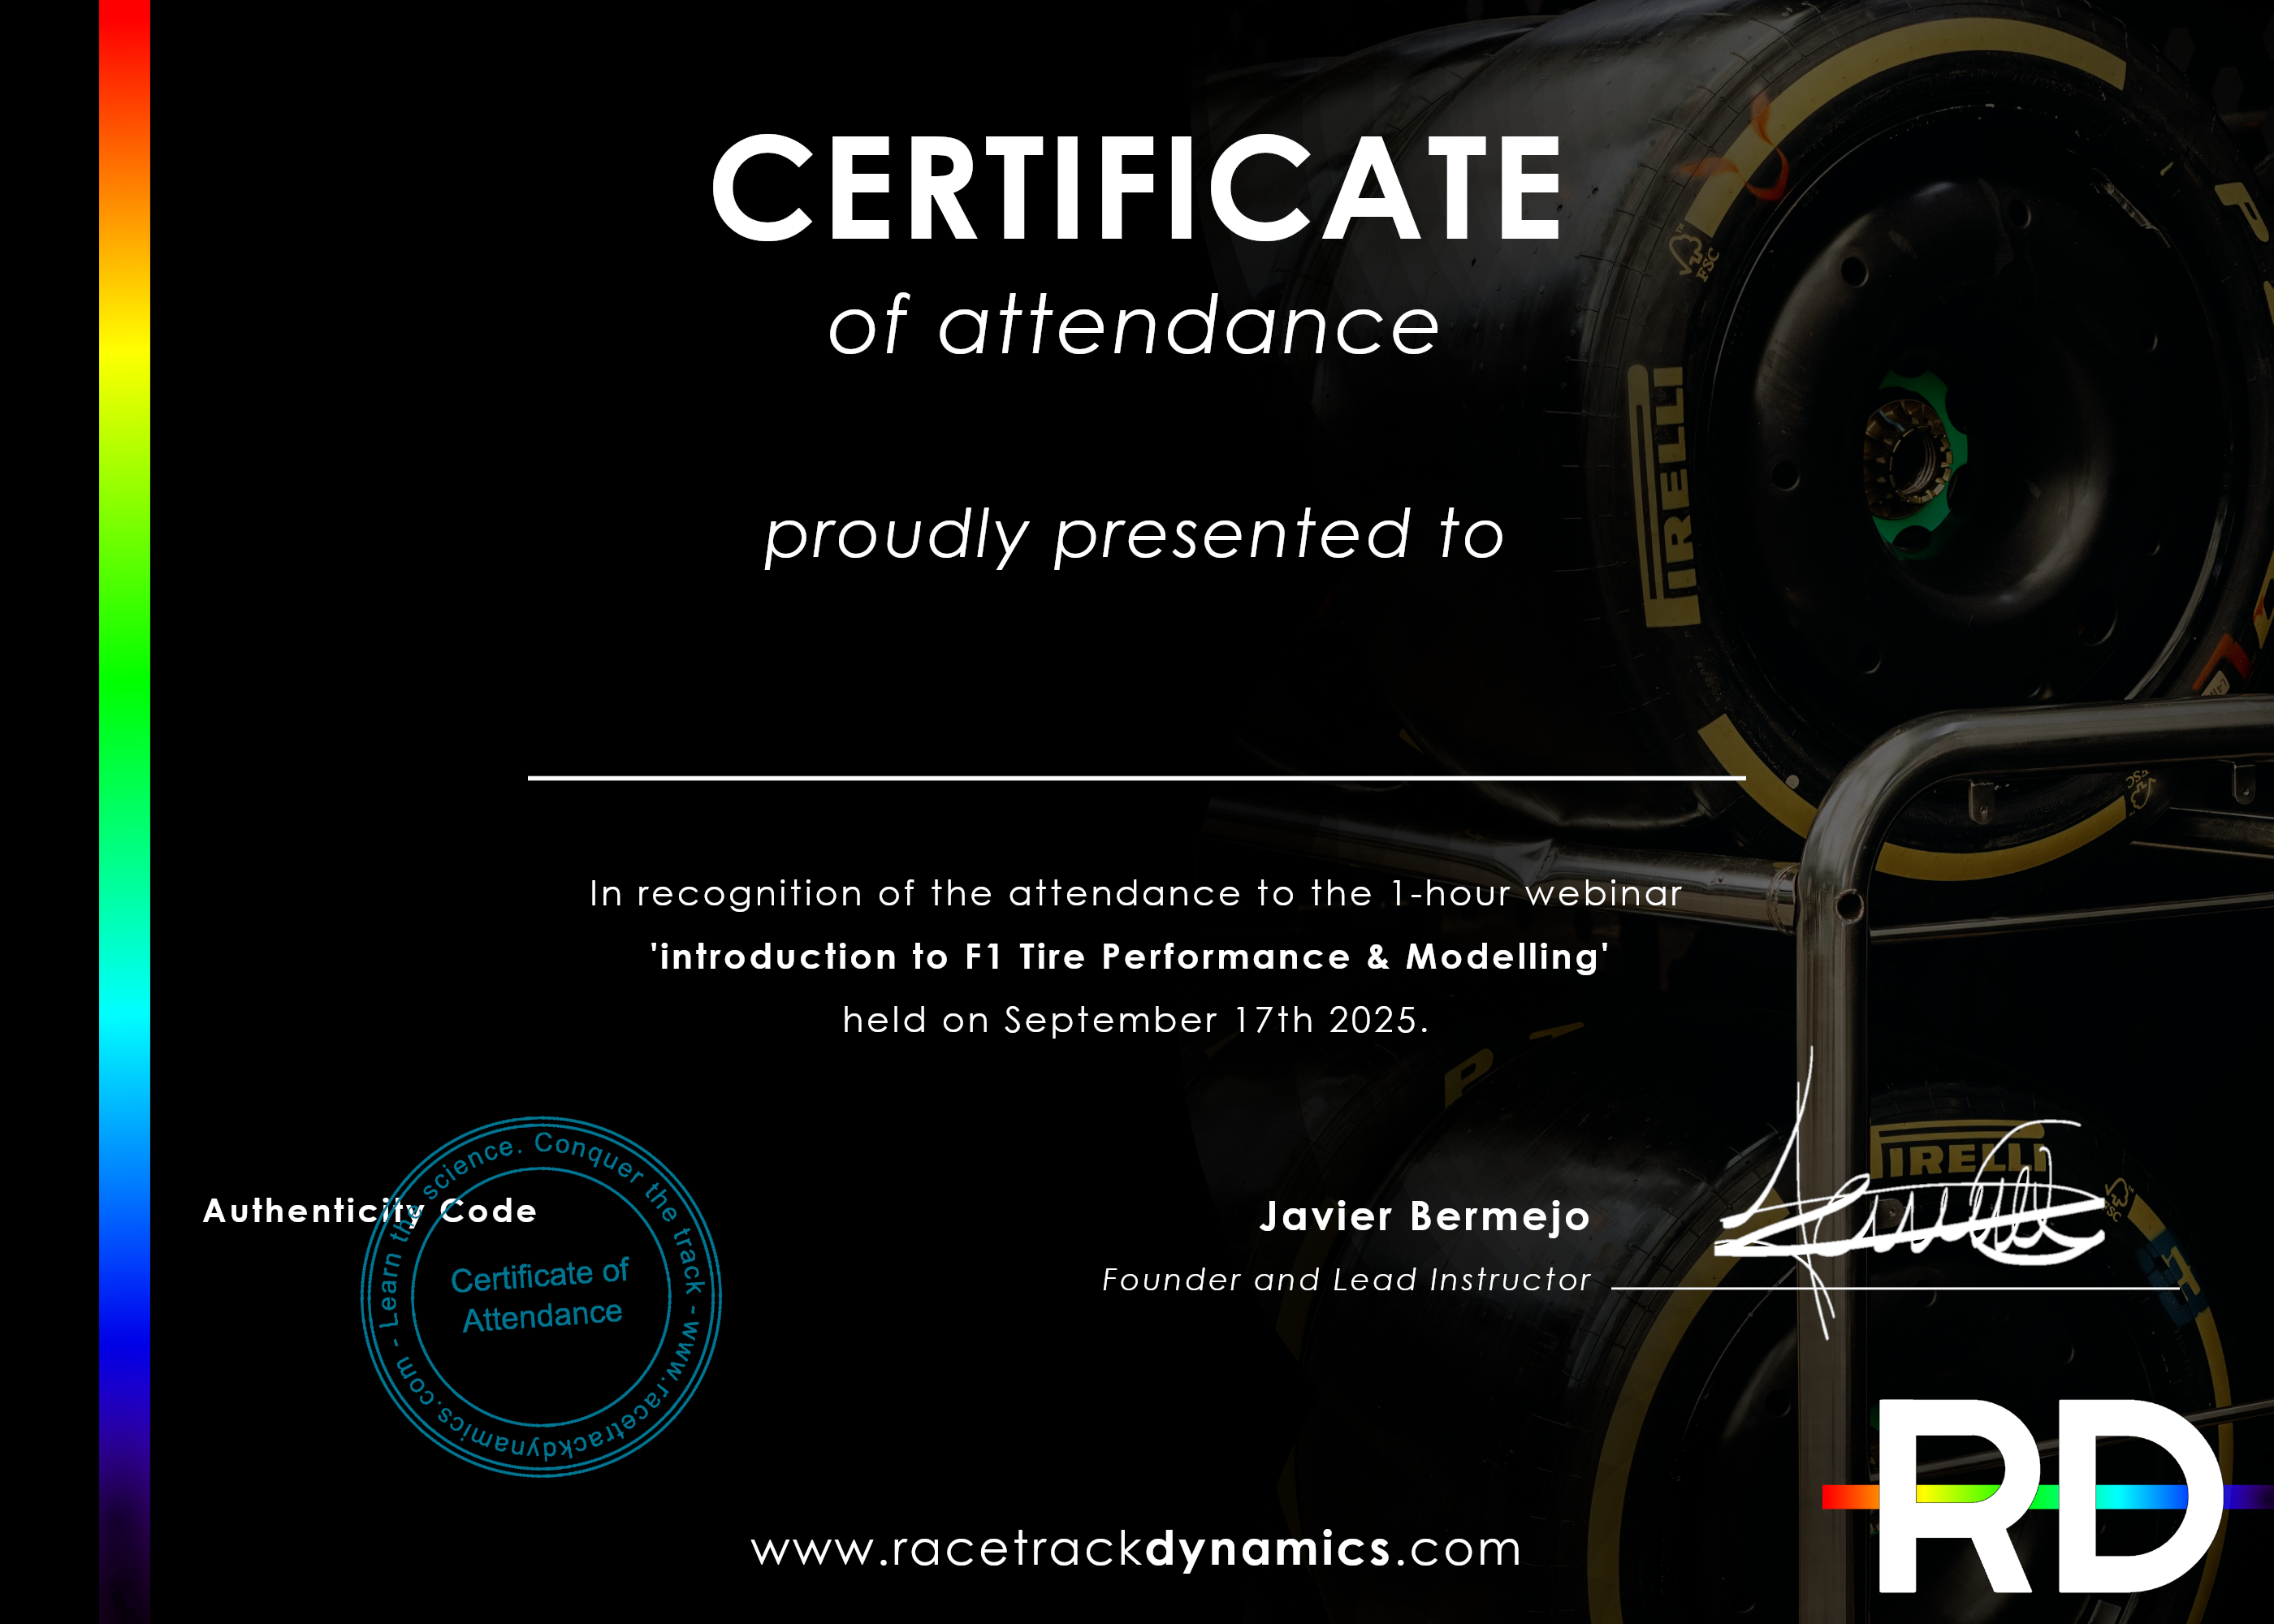 CERTIFICATE
of attendance
proudly presented to
In recognition of the attendance to the 1-hour webinar
'introduction to F1 Tire Performance & Modelling'
held on September 17th 2025.
Authenticity Code
Learn the science. Conquer the track - www.racetrackdynamics.com -
Certificate of
Attendance
Javier Bermejo
Founder and Lead Instructor
www.racetrackdynamics.com
RD
PIRELLI
FSC
PIRELLI